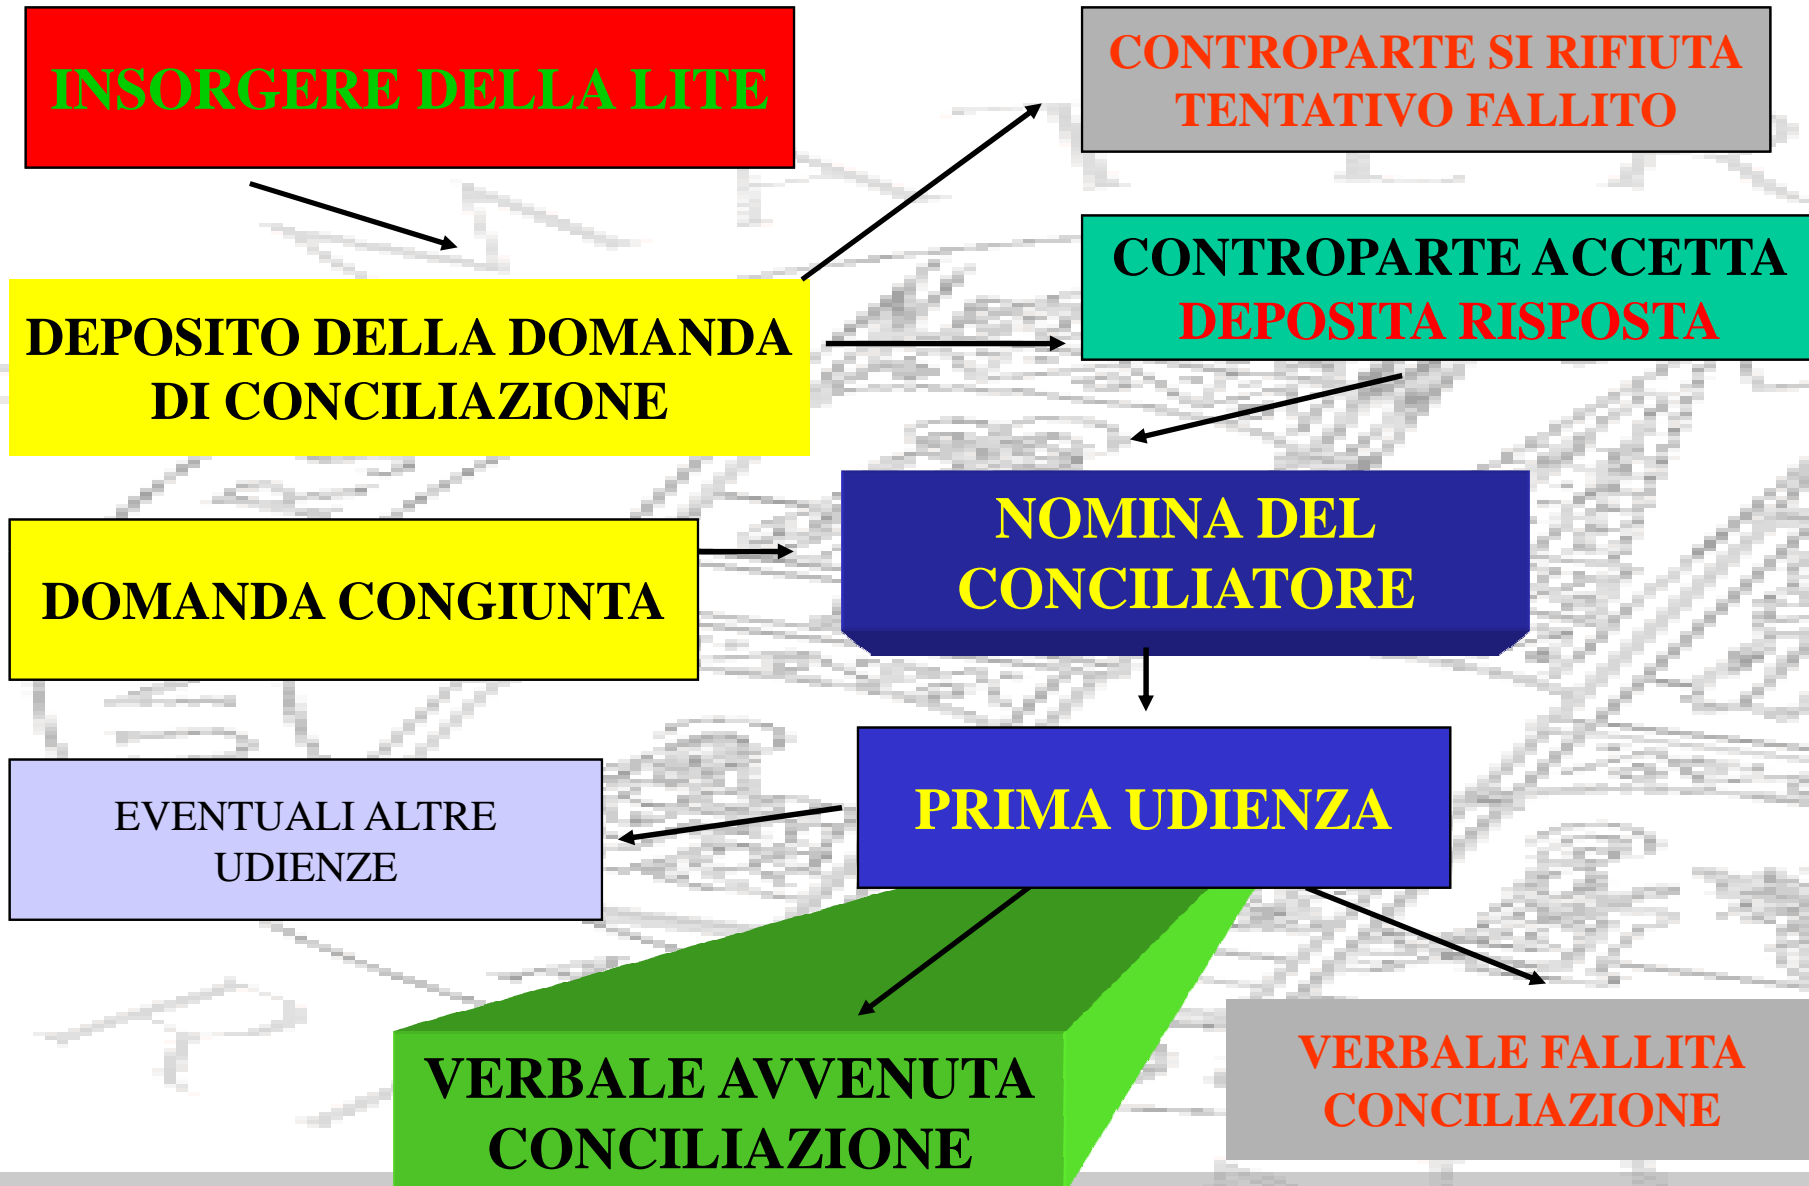 INSORGERE DELLA LITE
CONTROPARTE SI RIFIUTA
TENTATIVO FALLITO
CONTROPARTE ACCETTA
DEPOSITA RISPOSTA
DEPOSITO DELLA DOMANDA
DI CONCILIAZIONE
NOMINA DEL
CONCILIATORE
DOMANDA CONGIUNTA
PRIMA UDIENZA
EVENTUALI ALTRE
UDIENZE
VERBALE AVVENUTA
CONCILIAZIONE
VERBALE FALLITA
CONCILIAZIONE